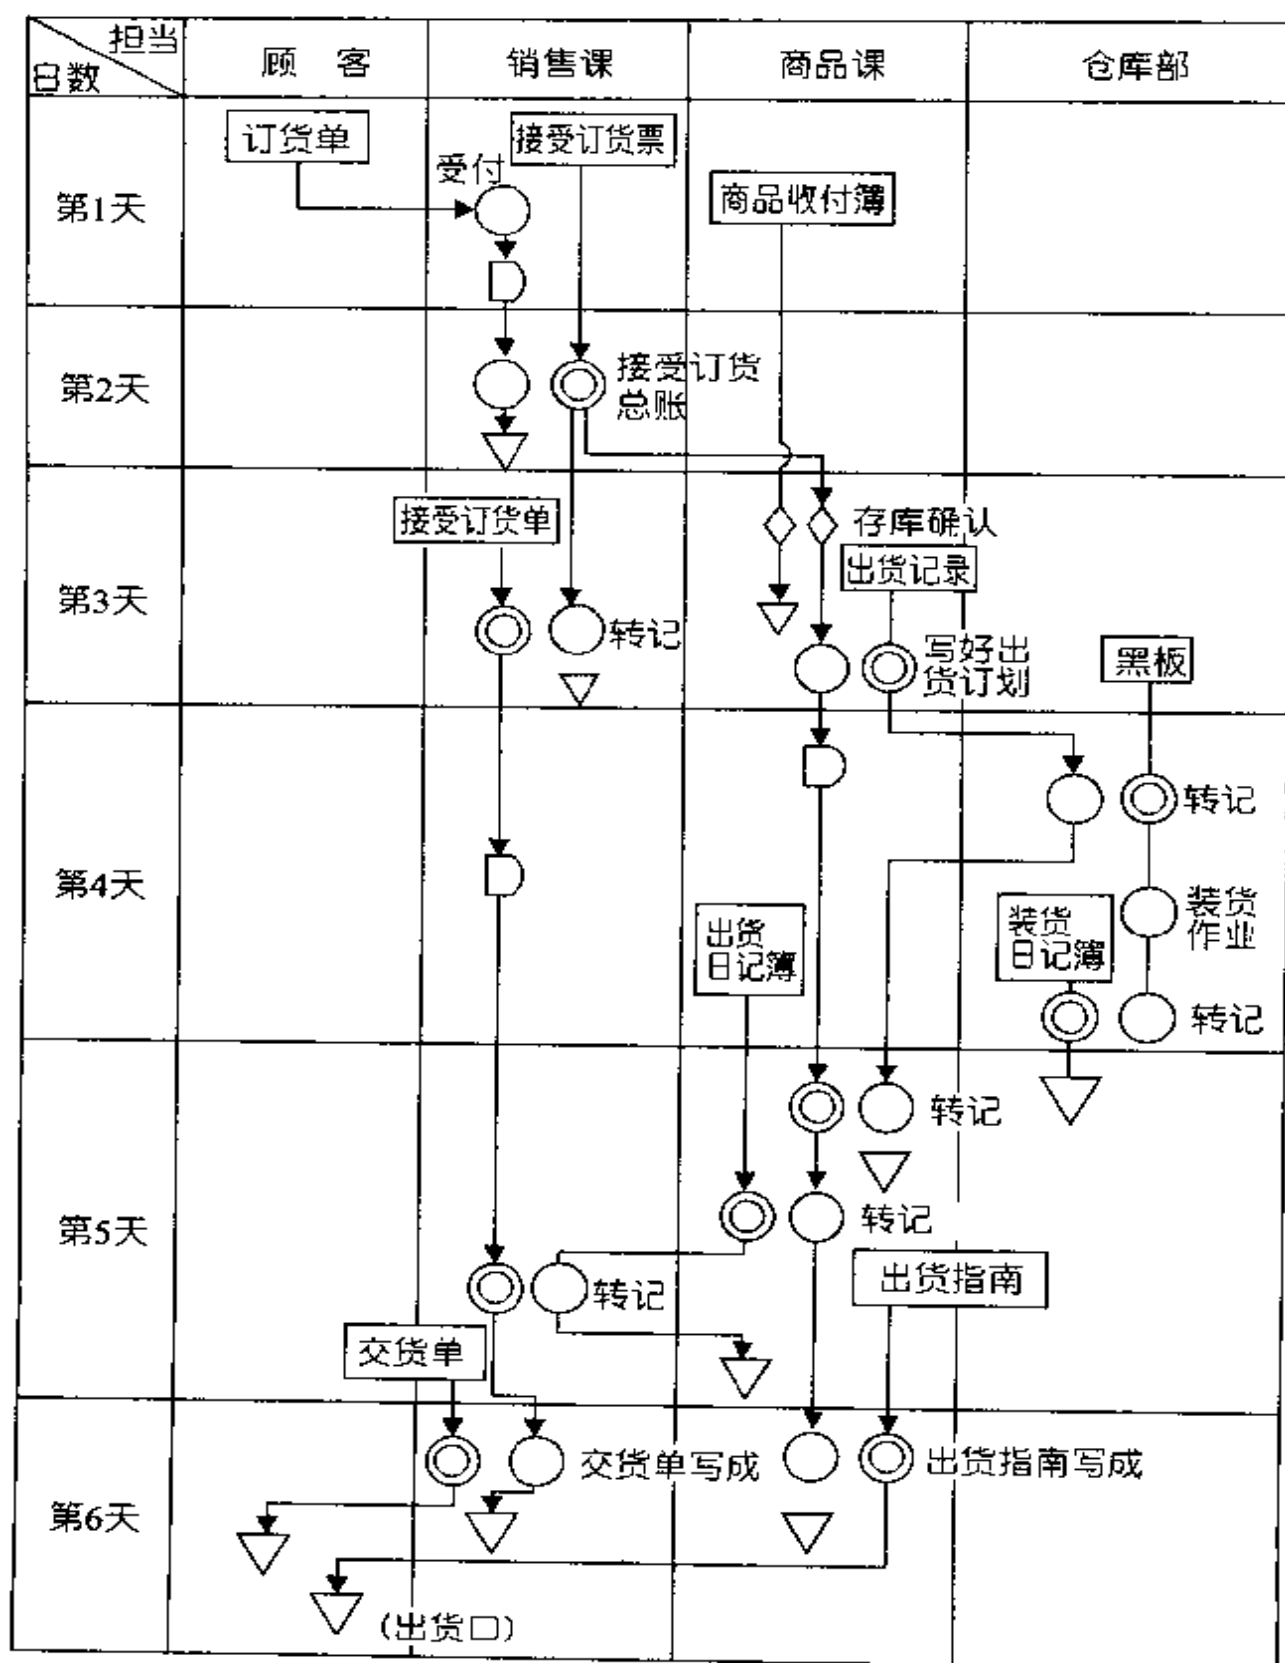 担当
日数
顾 客
销售课
商品课
仓库部
第1天
订货单
受付
接受订货票
商品收付簿
第2天
接受订货
总账
第3天
接受订货单
转记
存库确认
出货记录
写好出
货订划
黑板
第4天
转记
出货
日记簿
装货
日记簿
装货
作业
转记
第5天
转记
转记
转记
出货指南
交货单
第6天
交货单写成
出货指南写成
(出货口)